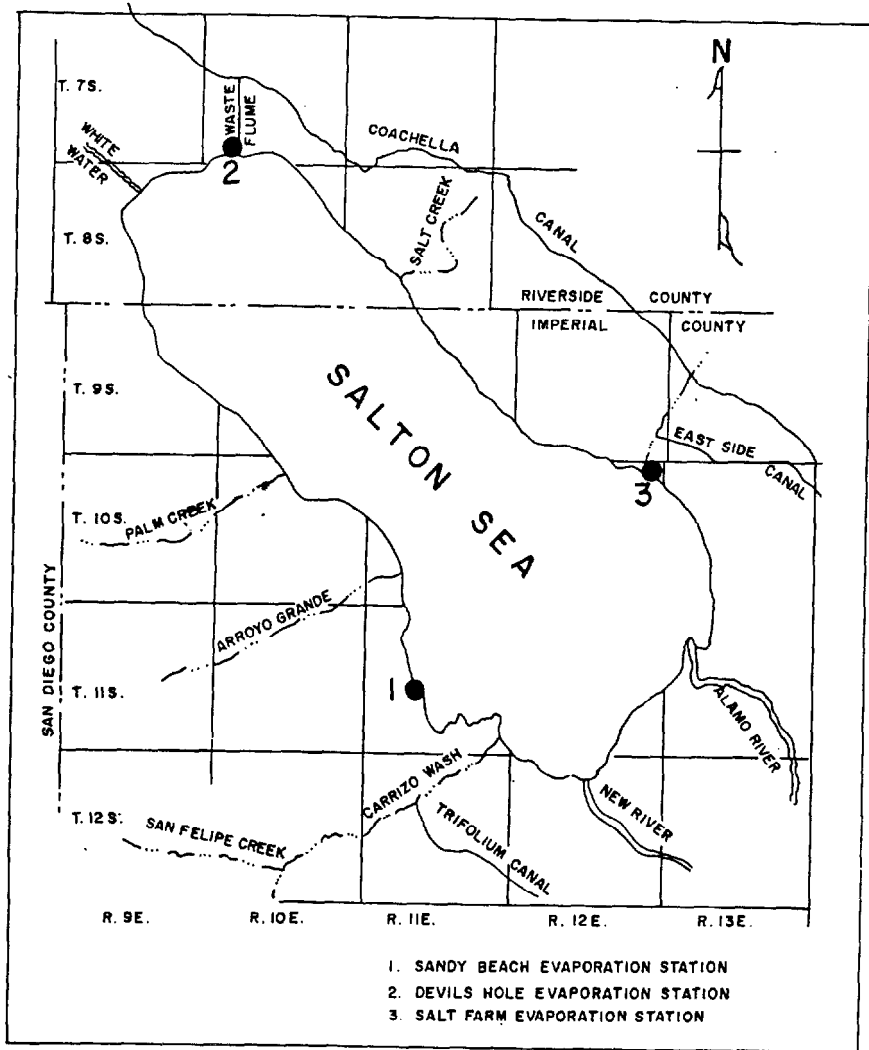 N
T. 7S.
WASTE
FLUME
WHITE
WATER
2
COACHELLA
CANAL
SALT CREEK
T. 8S.
RIVERSIDE COUNTY
IMPERIAL COUNTY
T. 9S.
SALTON SEA
EAST SIDE
CANAL
3
PALM CREEK
T. 10S.
SAN DIEGO COUNTY
ARROYO GRANDE
1
T. 11S.
ALAMO RIVER
CARRIZO WASH
NEW RIVER
T. 12S.
SAN FELIPE CREEK
TRIFOLIUM CANAL
R. 9E. R. 10E. R. 11E. R. 12E. R. 13E.
1. SANDY BEACH EVAPORATION STATION
2. DEVILS HOLE EVAPORATION STATION
3. SALT FARM EVAPORATION STATION